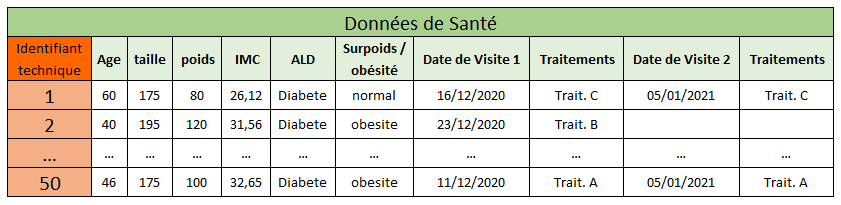 Données de Santé
Identifiant technique Age taille poids IMC ALD Surpoids / obésité Date de Visite 1 Traitements Date de Visite 2 Traitements
1 60 175 80 26,12 Diabete normal 16/12/2020 Trait. C 05/01/2021 Trait. C
2 40 195 120 31,56 Diabete obesite 23/12/2020 Trait. B
... ... ... ... ... ... ... ... ... ... ...
50 46 175 100 32,65 Diabete obesite 11/12/2020 Trait. A 05/01/2021 Trait. A